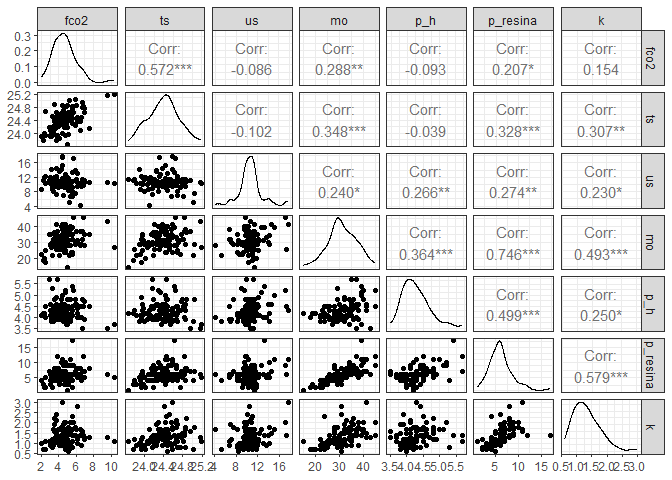 fco2 ts us mo p_h p_resina k
0.3 Corr: Corr: Corr: Corr: Corr: Corr: fco2
0.2
0.1 0.572*** -0.086 0.288** -0.093 0.207* 0.154
0.0
25.2 Corr: Corr: Corr: Corr: Corr: ts
24.8
24.4 -0.102 0.348*** -0.039 0.328*** 0.307**
24.0
16 Corr: Corr: Corr: Corr: us
12
8 0.240* 0.266** 0.274** 0.230*
4
40 Corr: Corr: Corr: mo
30
20 0.364*** 0.746*** 0.493***
5.5 Corr: Corr: p_h
5.0
4.5 0.499*** 0.250*
4.0
3.5
15 Corr: p_resina
10 0.579***
5
3.0 k
2.5
2.0
1.5
1.0
0.5
2 4 6 8 10 24.0 24.4 24.8 25.2 4 8 12 16 20 30 40 3.5 4.0 4.5 5.0 5.5 5 10 15 0.5 1.0 1.5 2.0 2.5 3.0